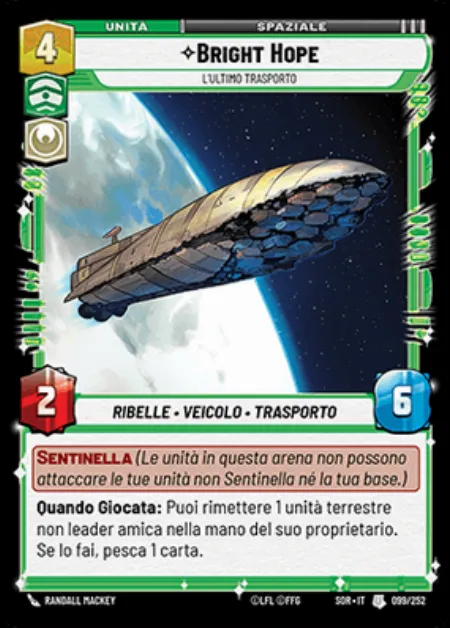 4
UNITÀ
SPAZIALE
✧BRIGHT HOPE
L'ULTIMO TRASPORTO
2
RIBELLE • VEICOLO • TRASPORTO
6
SENTINELLA (Le unità in questa arena non possono
attaccare le tue unità non Sentinella né la tua base.)
Quando Giocata: Puoi rimettere 1 unità terrestre
non leader amica nella mano del suo proprietario.
Se lo fai, pesca 1 carta.
RANDALL MACKEY
©LFL ©FFG
SOR • IT
099/252